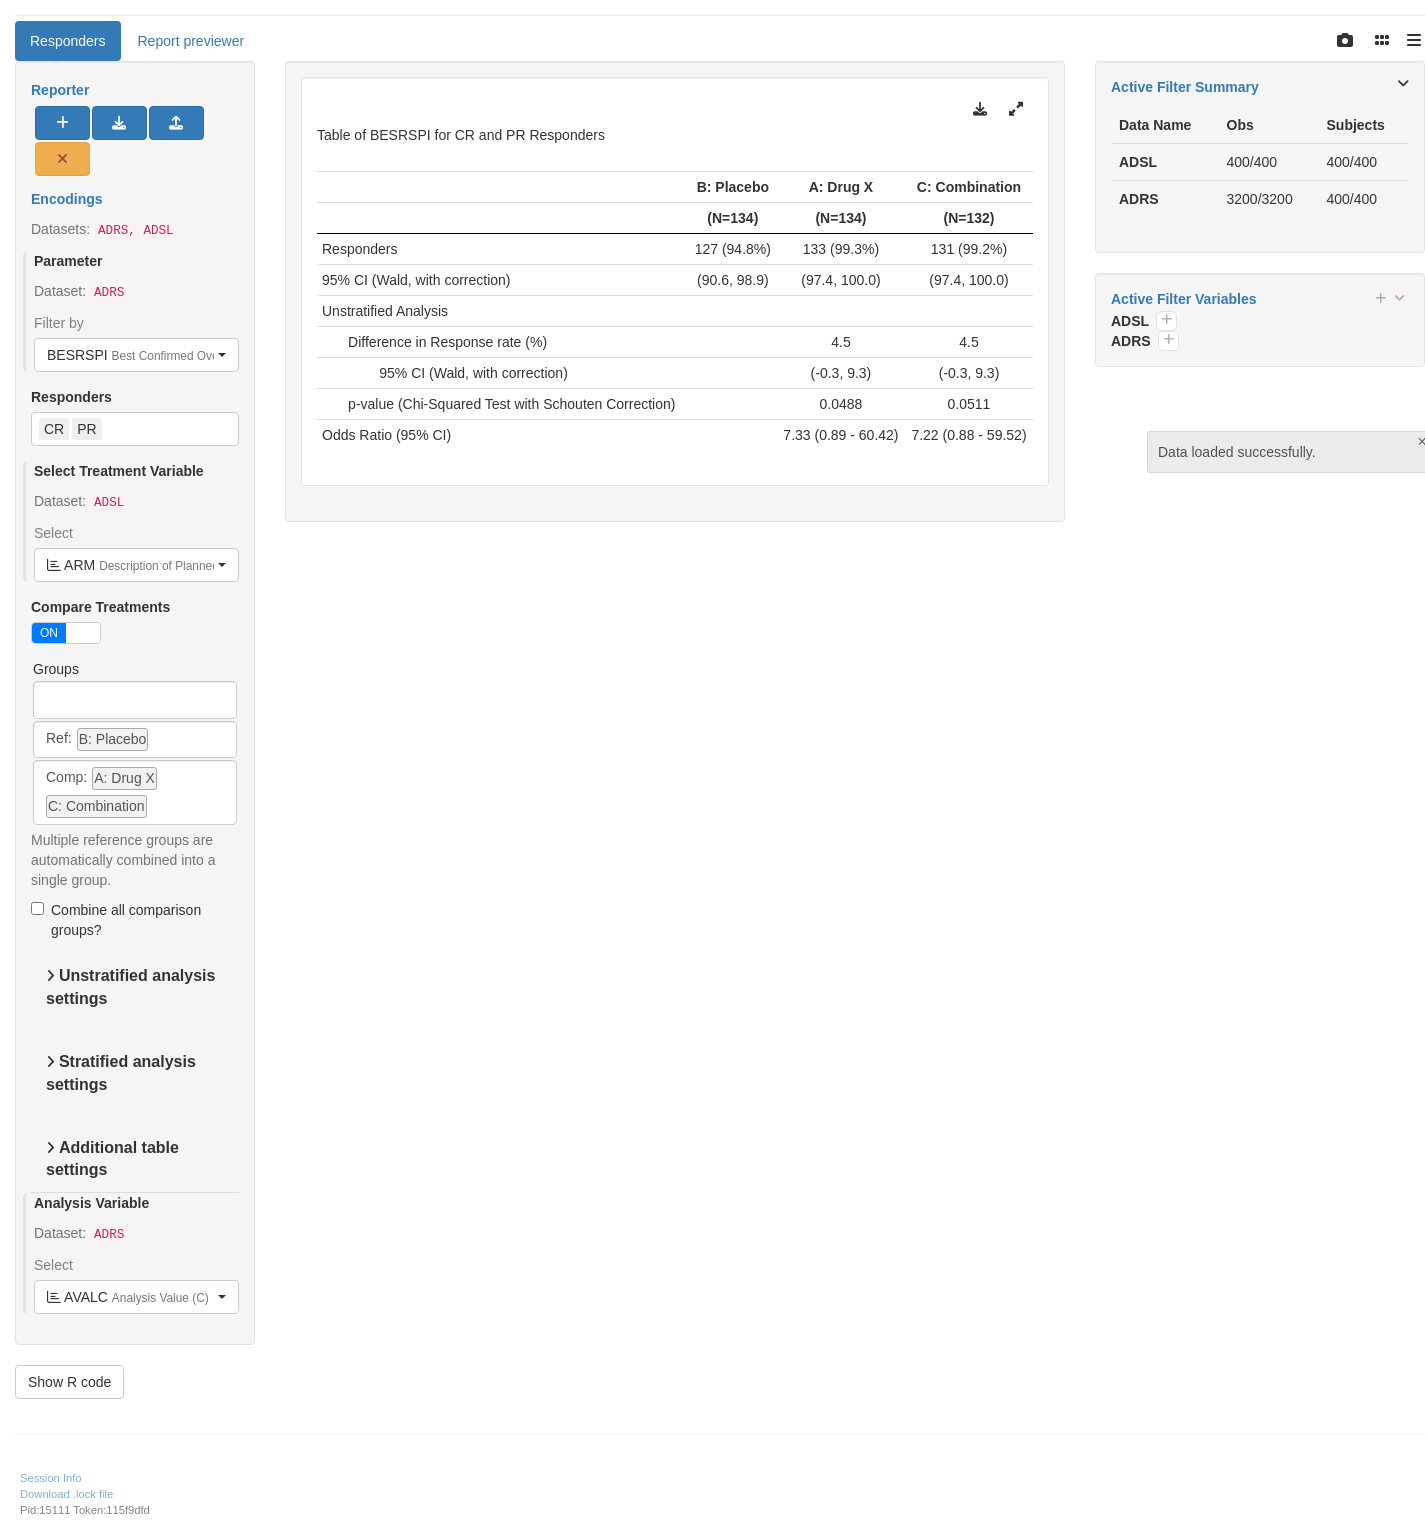 Responders
Report previewer
Reporter
Encodings
Datasets: ADRS, ADSL
Parameter
Dataset: ADRS
Filter by
BESRSPI Best Confirmed Ove
Responders
CR PR
Select Treatment Variable
Dataset: ADSL
Select
ARM Description of Planned
Compare Treatments
ON
Groups
Ref: B: Placebo
Comp: A: Drug X
C: Combination
Multiple reference groups are
automatically combined into a
single group.
Combine all comparison
groups?
Unstratified analysis
settings
Stratified analysis
settings
Additional table
settings
Analysis Variable
Dataset: ADRS
Select
AVALC Analysis Value (C)
Show R code
Table of BESRSPI for CR and PR Responders
B: Placebo A: Drug X C: Combination
(N=134) (N=134) (N=132)
Responders 127 (94.8%) 133 (99.3%) 131 (99.2%)
95% CI (Wald, with correction) (90.6, 98.9) (97.4, 100.0) (97.4, 100.0)
Unstratified Analysis
Difference in Response rate (%) 4.5 4.5
95% CI (Wald, with correction) (-0.3, 9.3) (-0.3, 9.3)
p-value (Chi-Squared Test with Schouten Correction) 0.0488 0.0511
Odds Ratio (95% CI) 7.33 (0.89 - 60.42) 7.22 (0.88 - 59.52)
Active Filter Summary
Data Name Obs Subjects
ADSL 400/400 400/400
ADRS 3200/3200 400/400
Active Filter Variables
ADSL
ADRS
Data loaded successfully.
Session Info
Download .lock file
Pid:15111 Token:115f9dfd